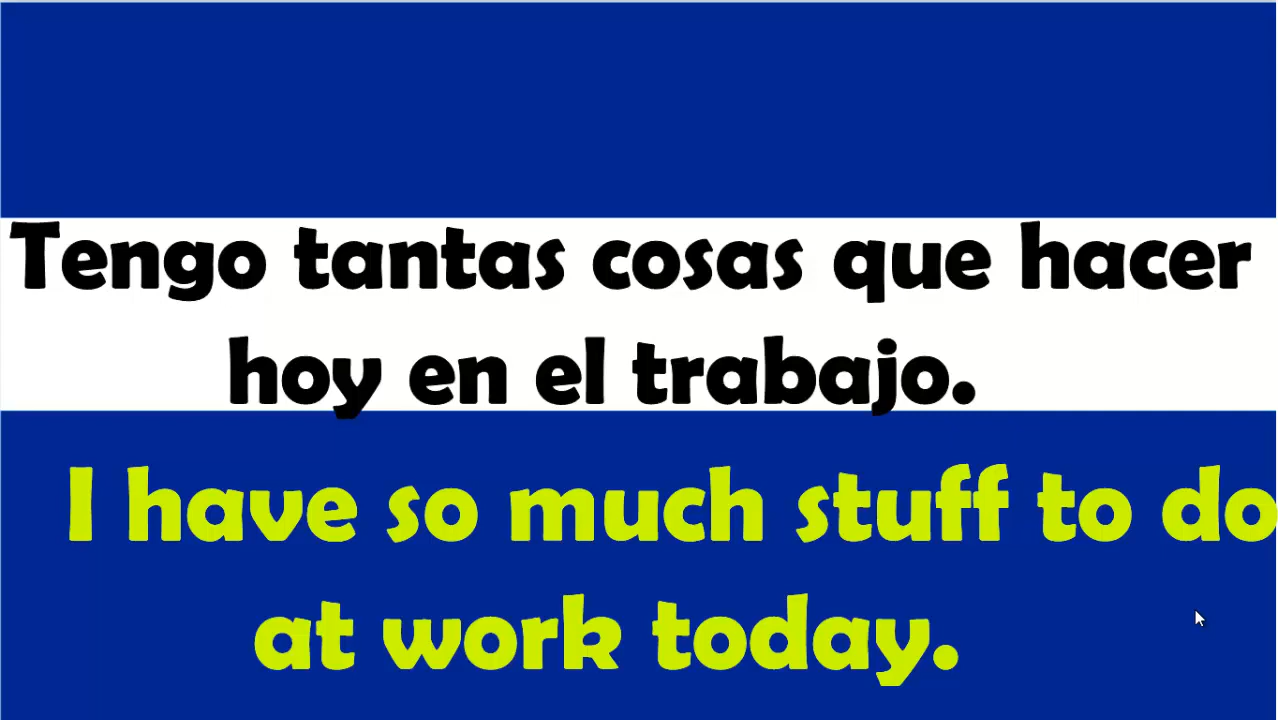 Tengo tantas cosas que hacer
hoy en el trabajo.
I have so much stuff to do
at work today.